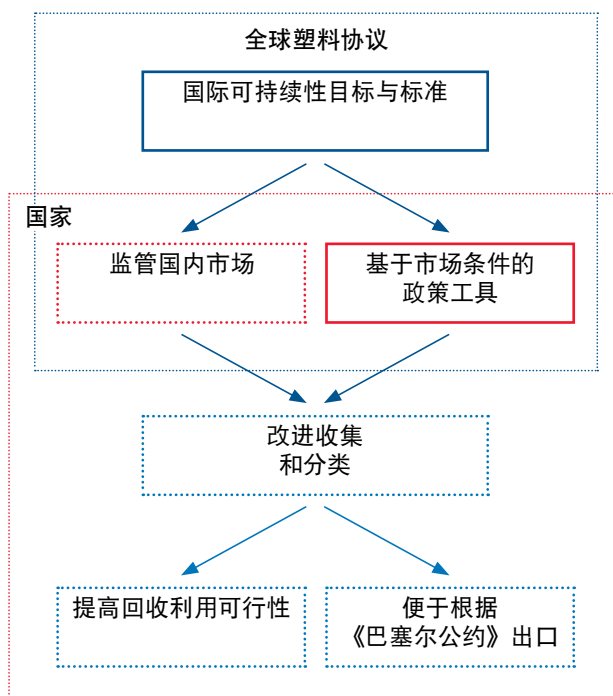 全球塑料协议
国际可持续性目标与标准
国家
监管国内市场
基于市场条件的
政策工具
改进收集
和分类
提高回收利用可行性
便于根据
《巴塞尔公约》出口